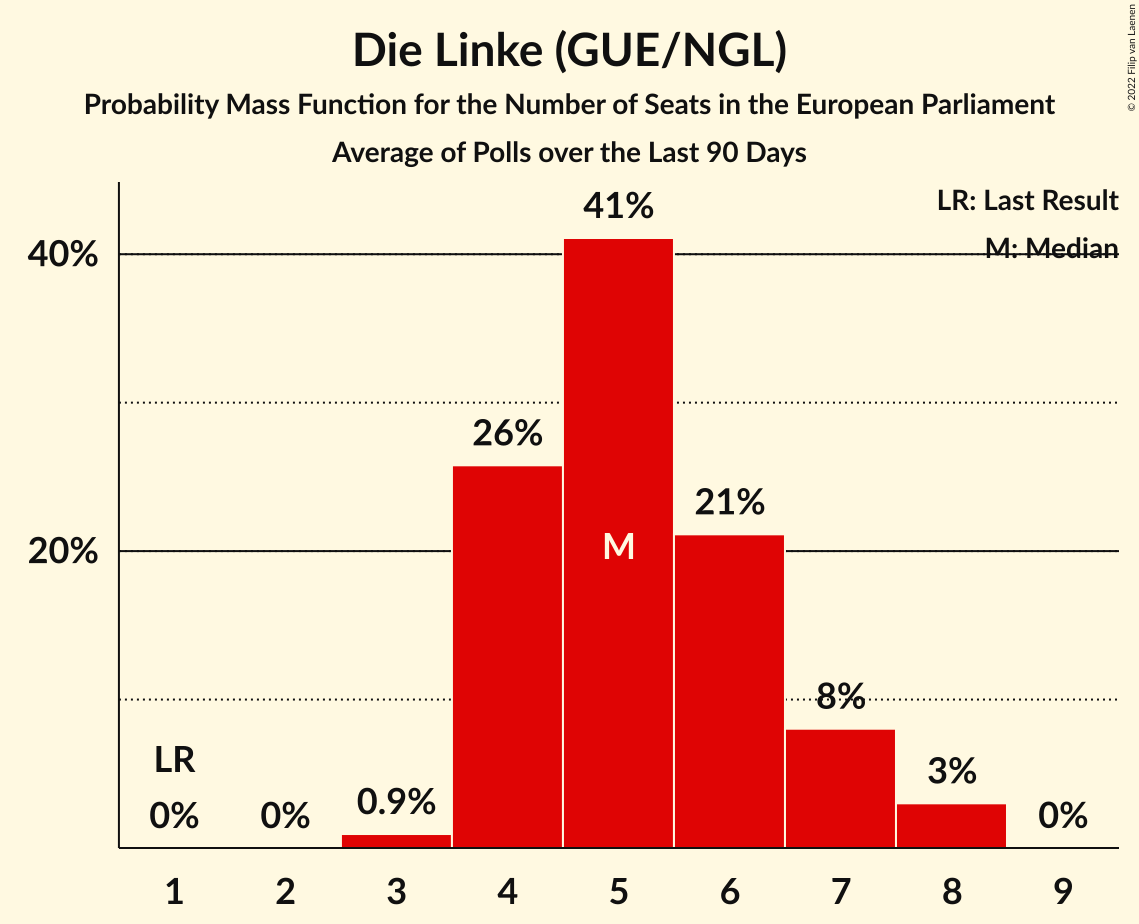 Die Linke (GUE/NGL)
Probability Mass Function for the Number of Seats in the European Parliament
Average of Polls over the Last 90 Days
© 2022 Filip van Laenen
LR: Last Result
M: Median
41%
40%
26%
21%
M
20%
8%
LR
3%
0.9%
0%
0%
0%
1 2 3 4 5 6 7 8 9